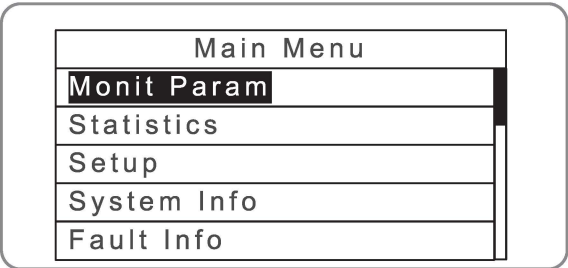 Main Menu
Monit Param
Statistics
Setup
System Info
Fault Info